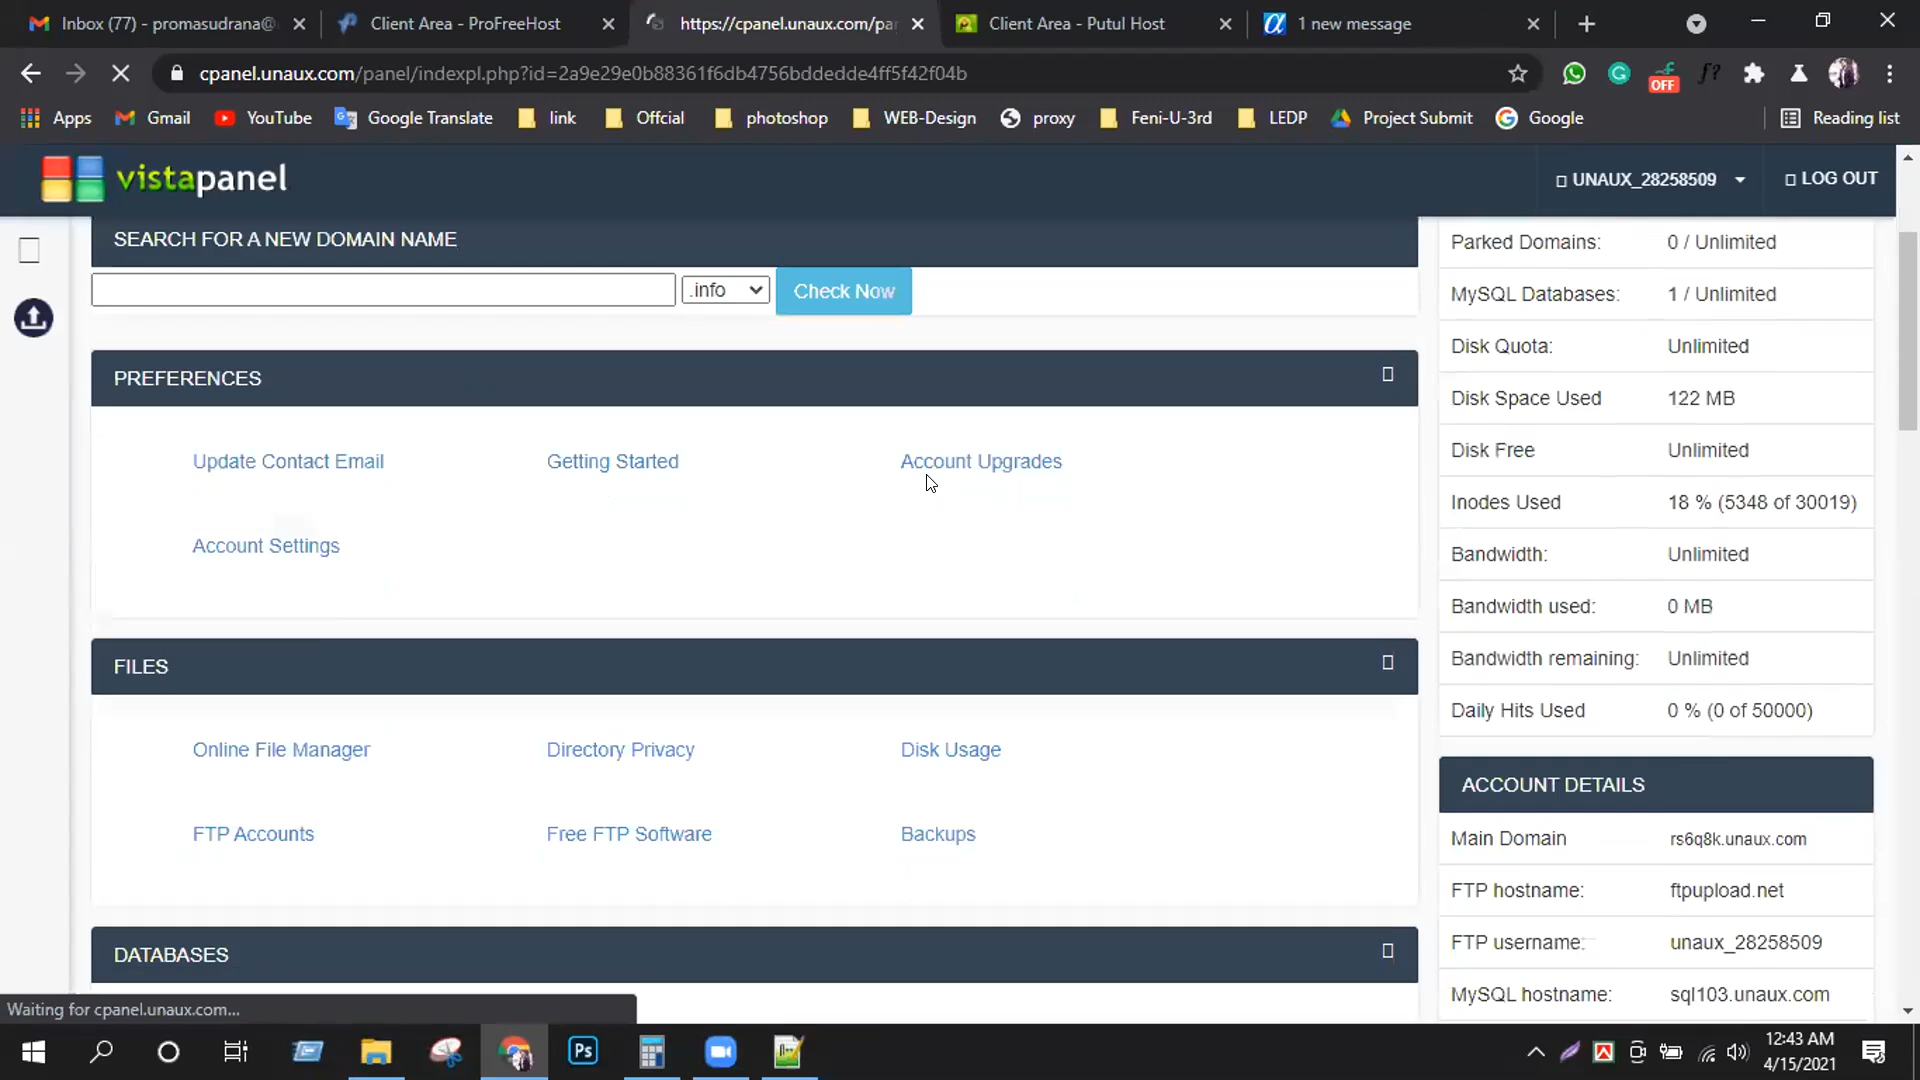 Inbox (77) - promasudrana@
Client Area - ProFreeHost
https://cpanel.unaux.com/pa
Client Area - Putul Host
1 new message
cpanel.unaux.com/panel/indexpl.php?id=2a9e29e0b88361f6db4756bddedde4ff5f42f04b
OFF
f?
Apps
Gmail
YouTube
Google Translate
link
Offcial
photoshop
WEB-Design
proxy
Feni-U-3rd
LEDP
Project Submit
Google
Reading list
vistapanel
UNAUX_28258509
LOG OUT
SEARCH FOR A NEW DOMAIN NAME
.info
Check Now
PREFERENCES
Update Contact Email
Getting Started
Account Upgrades
Account Settings
FILES
Online File Manager
Directory Privacy
Disk Usage
FTP Accounts
Free FTP Software
Backups
DATABASES
Parked Domains: 0 / Unlimited
MySQL Databases: 1 / Unlimited
Disk Quota: Unlimited
Disk Space Used 122 MB
Disk Free Unlimited
Inodes Used 18 % (5348 of 30019)
Bandwidth: Unlimited
Bandwidth used: 0 MB
Bandwidth remaining: Unlimited
Daily Hits Used 0 % (0 of 50000)
ACCOUNT DETAILS
Main Domain rs6q8k.unaux.com
FTP hostname: ftpupload.net
FTP username: unaux_28258509
MySQL hostname: sql103.unaux.com
Waiting for cpanel.unaux.com...
Ps
12:43 AM
4/15/2021